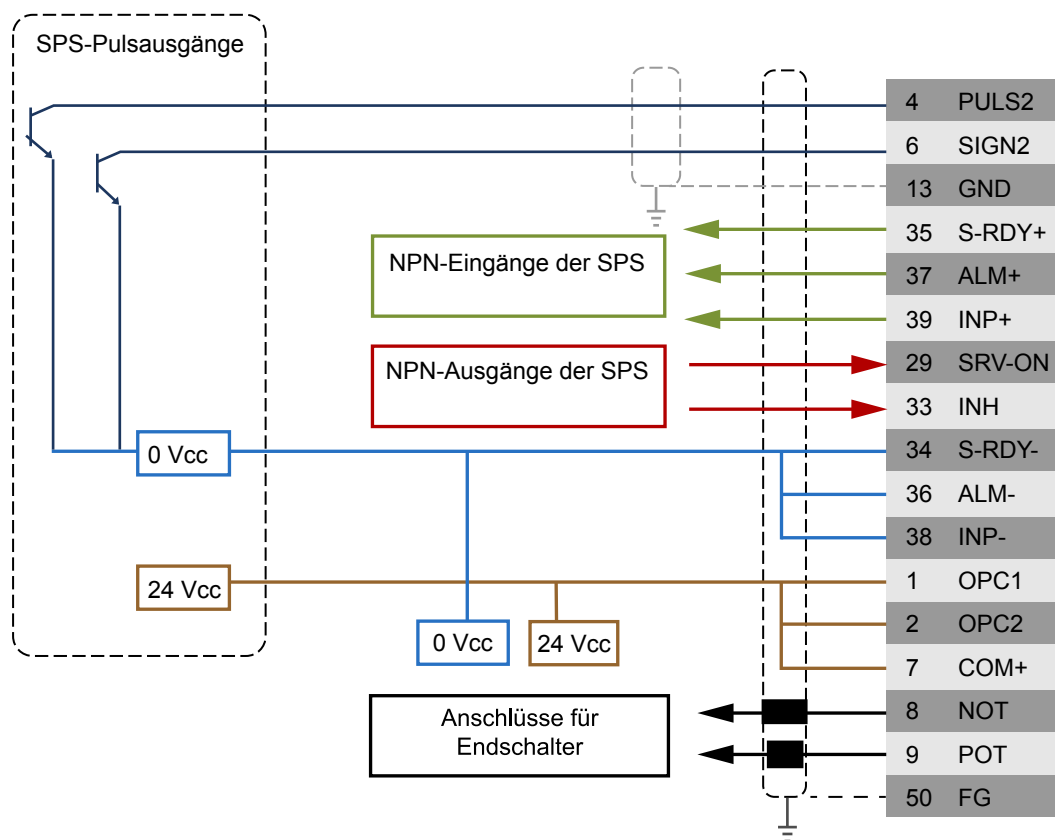 SPS-Pulsausgänge
4 PULS2
6 SIGN2
13 GND
35 S-RDY+
NPN-Eingänge der SPS
37 ALM+
39 INP+
NPN-Ausgänge der SPS
29 SRV-ON
33 INH
0 Vcc
34 S-RDY-
36 ALM-
38 INP-
24 Vcc
1 OPC1
2 OPC2
0 Vcc
24 Vcc
7 COM+
Anschlüsse für
Endschalter
8 NOT
9 POT
50 FG